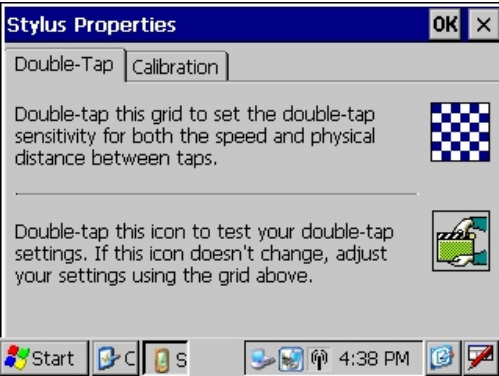 Stylus Properties OK ×
Double-Tap Calibration
Double-tap this grid to set the double-tap
sensitivity for both the speed and physical
distance between taps.
Double-tap this icon to test your double-tap
settings. If this icon doesn't change, adjust
your settings using the grid above.
Start C S 4:38 PM